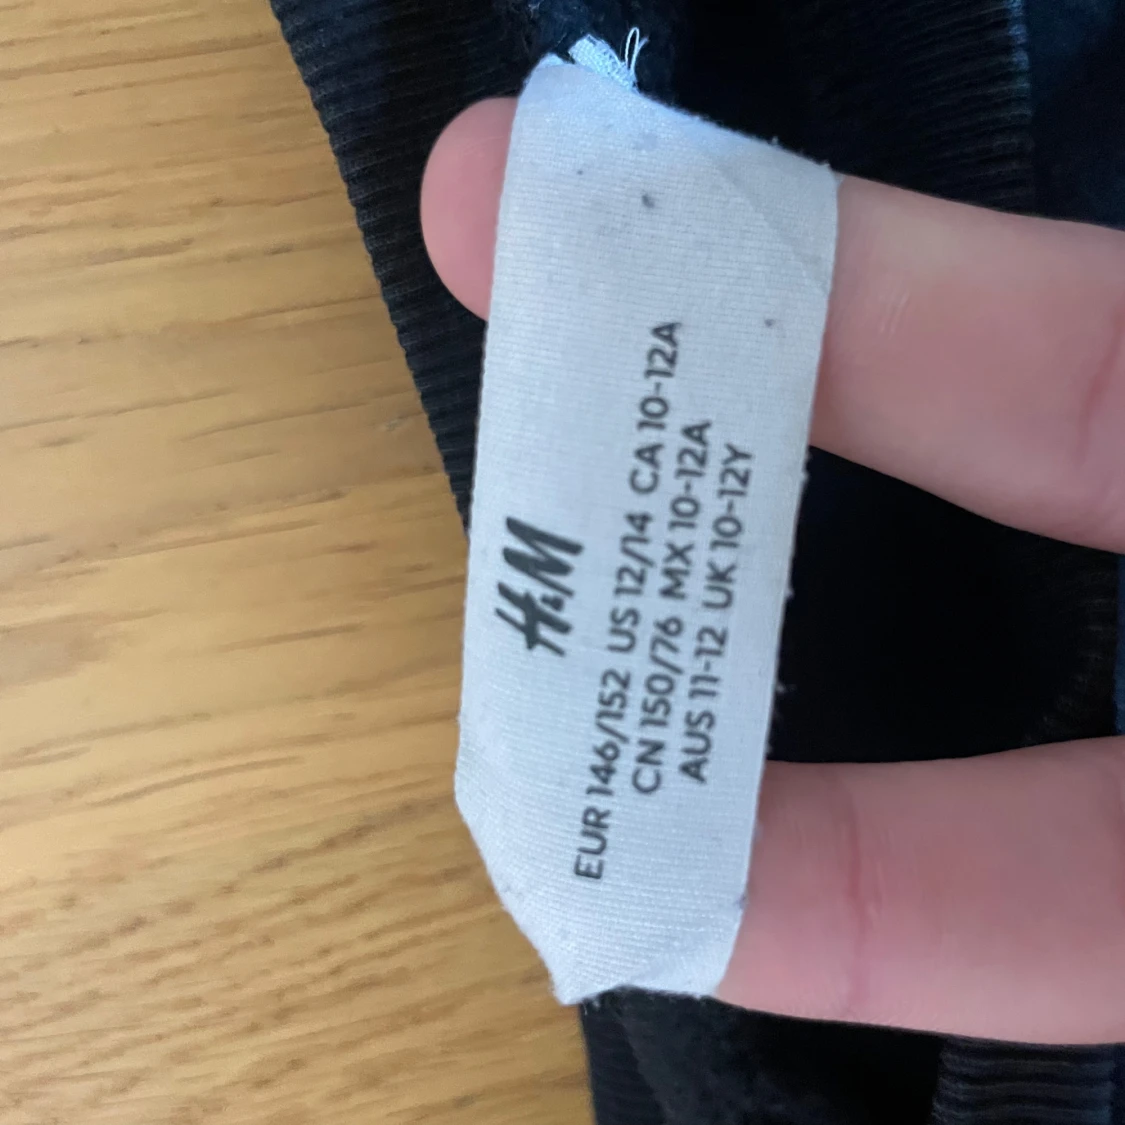 H&M
EUR 146/152 US 12/14 CA 10-12A
CN 150/76 MX 10-12A
AUS 11-12 UK 10-12Y